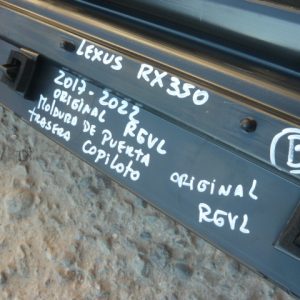 LEXUS RX350
2017-2022
ORIGINAL REVL
MOLDURA DE PUERTA
TRASERA COPILOTO
ORIGINAL
REVL